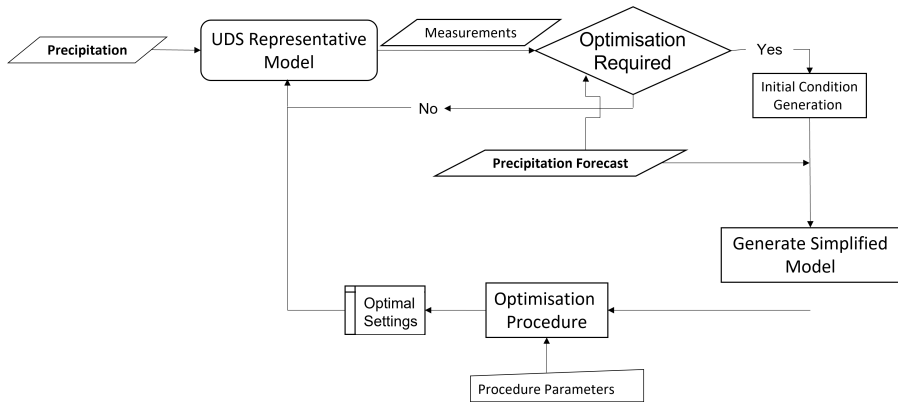 Precipitation
UDS Representative
Model
Measurements
Optimisation
Required
Yes
Initial Condition
Generation
No
Precipitation Forecast
Generate Simplified
Model
Optimisation
Procedure
Optimal
Settings
Procedure Parameters